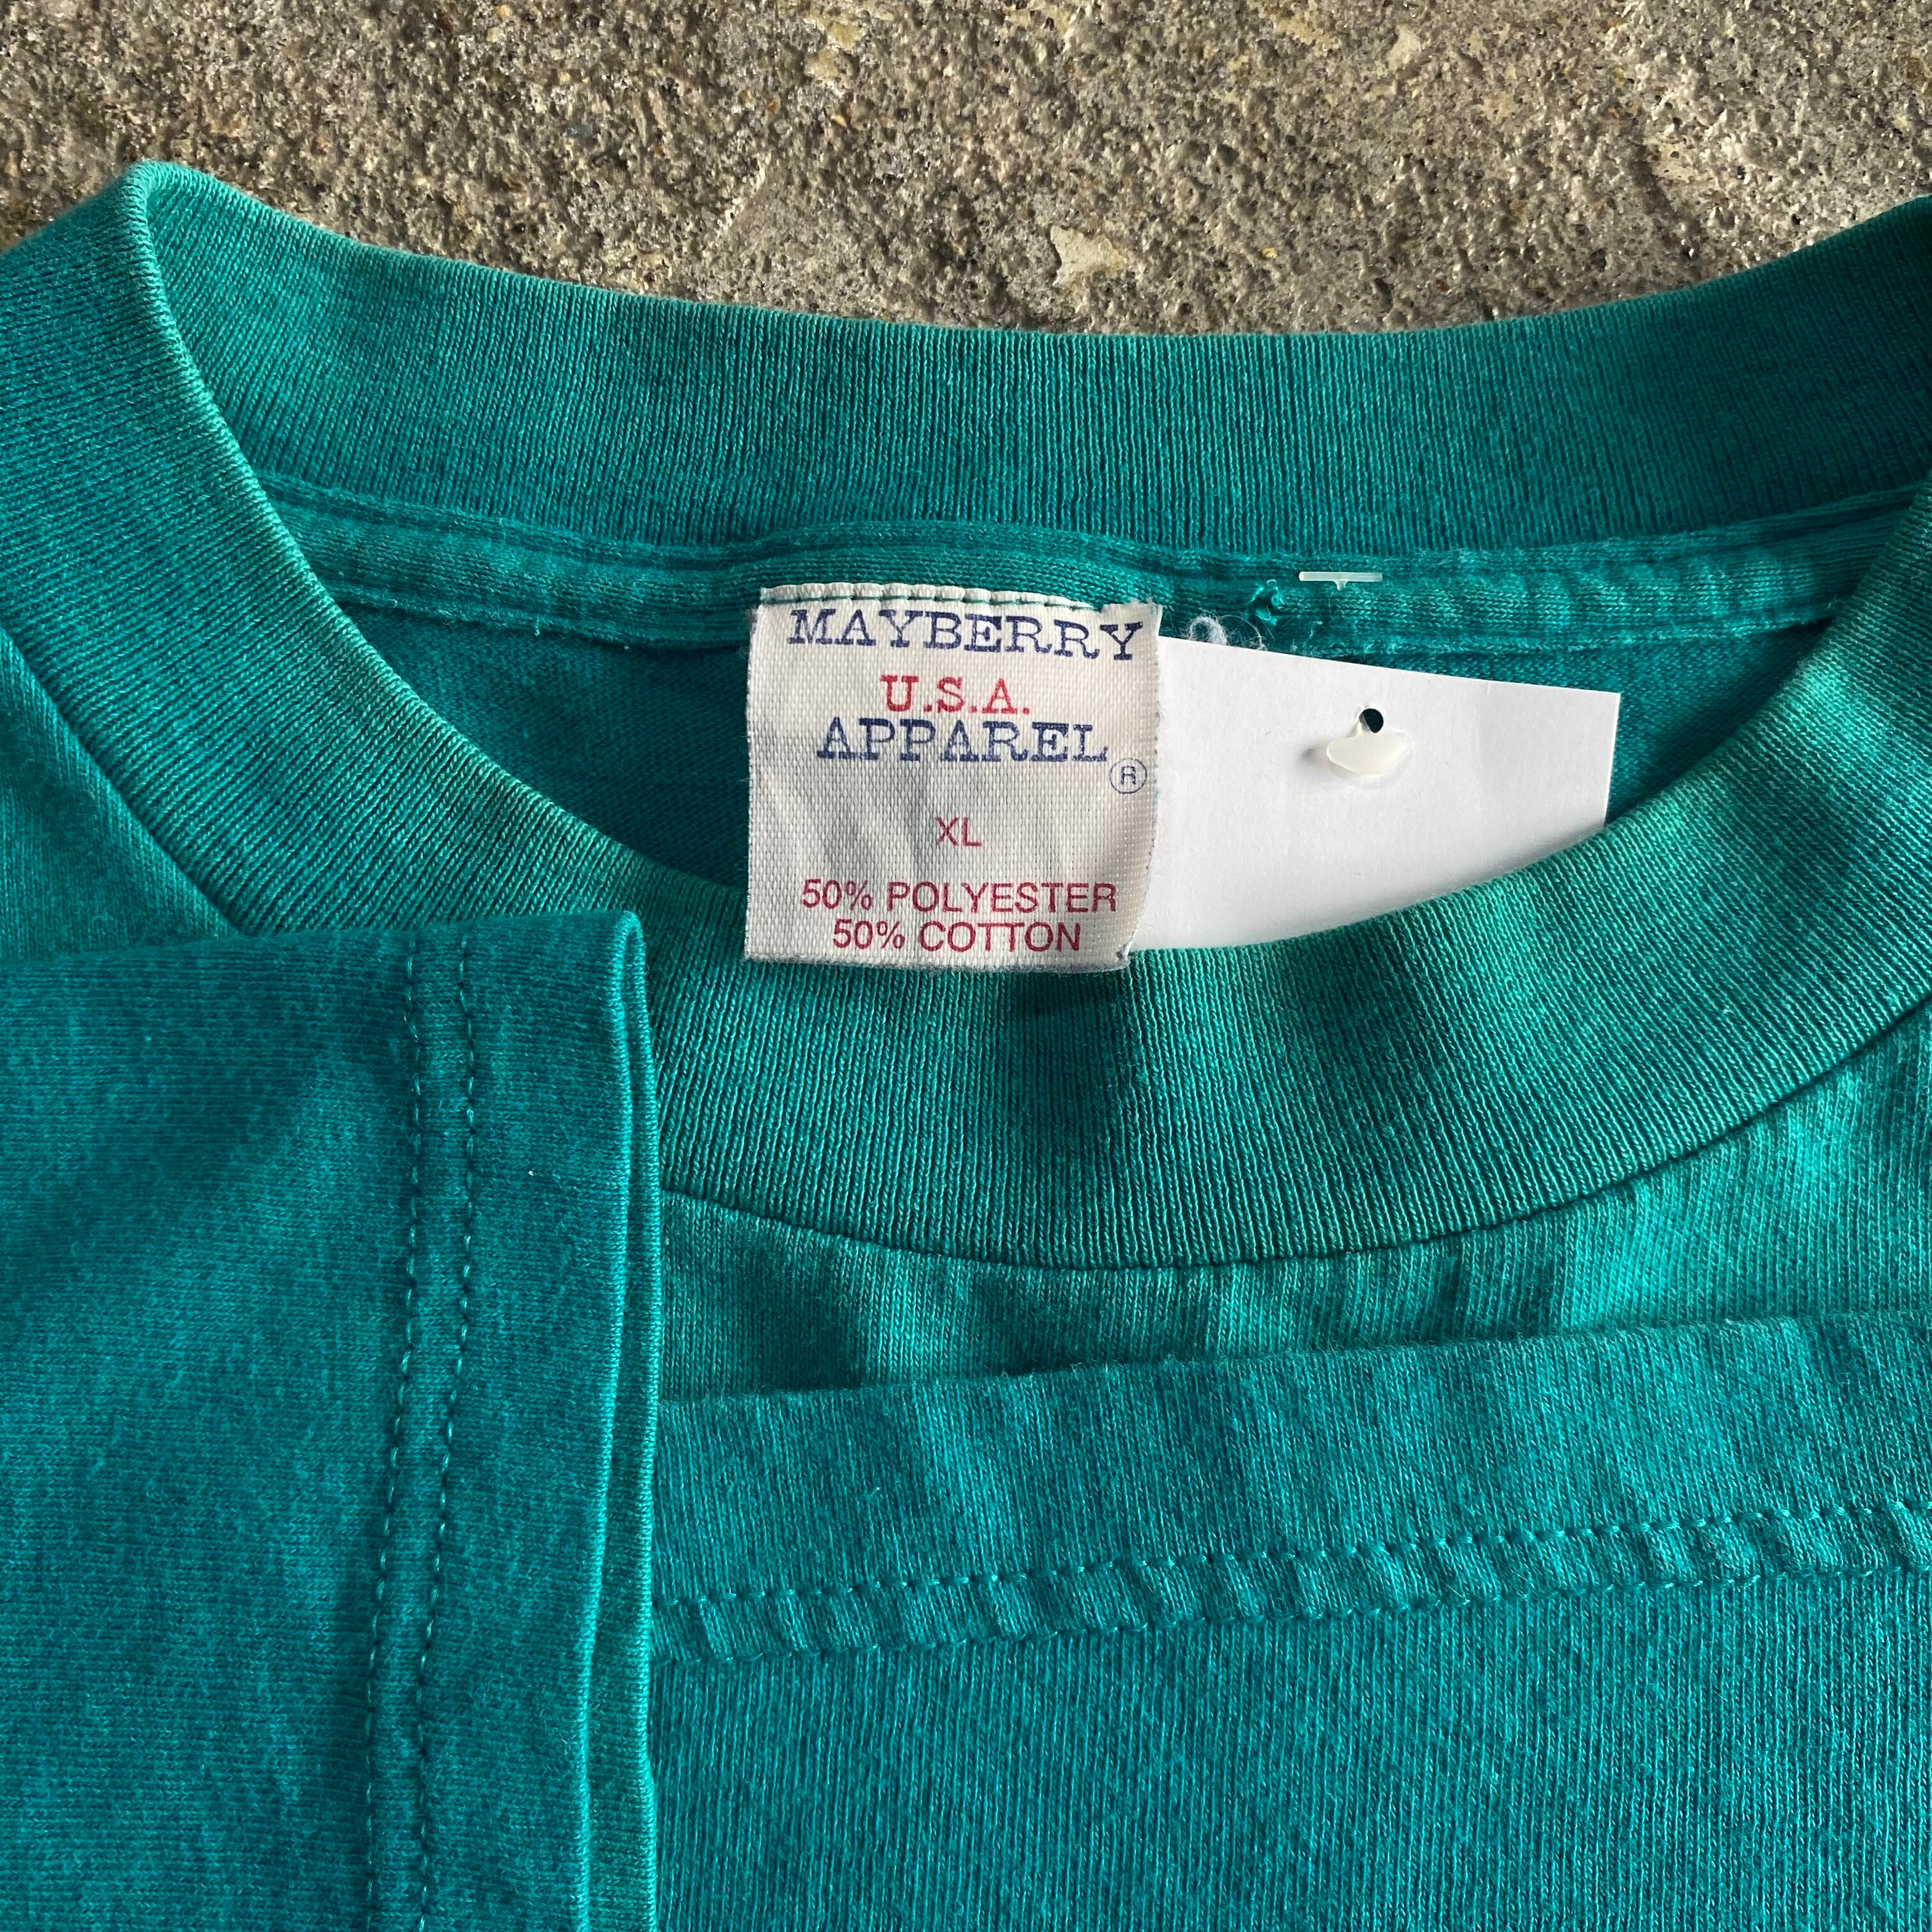 MAYBERRY
U.S.A.
APPAREL®
XL
50% POLYESTER
50% COTTON